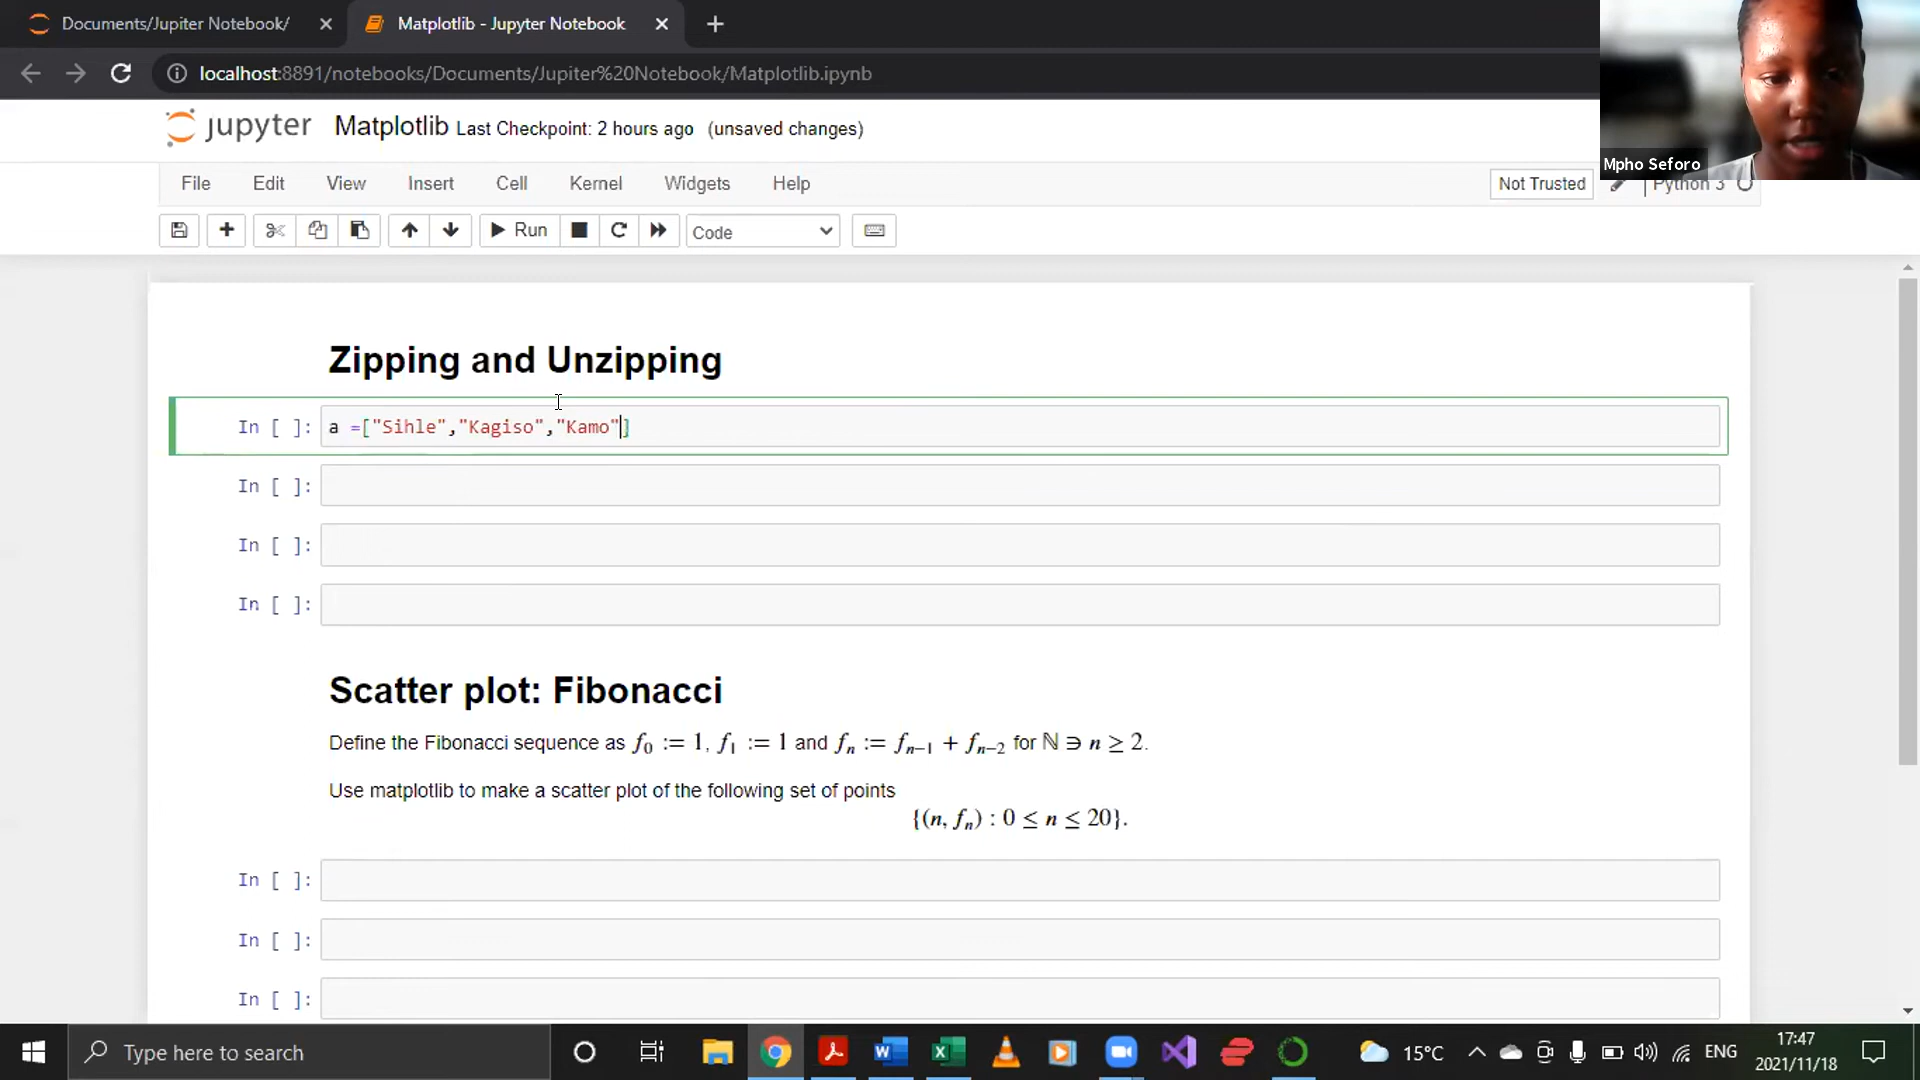 Documents/Jupiter Notebook/
Matplotlib - Jupyter Notebook
localhost:8891/notebooks/Documents/Jupiter%20Notebook/Matplotlib.ipynb
Mpho Seforo
jupyter Matplotlib Last Checkpoint: 2 hours ago (unsaved changes)
File Edit View Insert Cell Kernel Widgets Help Not Trusted Python 3
Run Code
Zipping and Unzipping
In [ ]: a =["Sihle","Kagiso","Kamo"]
In [ ]:
In [ ]:
In [ ]:
Scatter plot: Fibonacci
Define the Fibonacci sequence as f₀ := 1, f₁ := 1 and fₙ := fₙ₋₁ + fₙ₋₂ for ℕ ∋ n ≥ 2.
Use matplotlib to make a scatter plot of the following set of points
{(n, fₙ) : 0 ≤ n ≤ 20}.
In [ ]:
In [ ]:
In [ ]:
Type here to search
15°C
ENG
17:47
2021/11/18